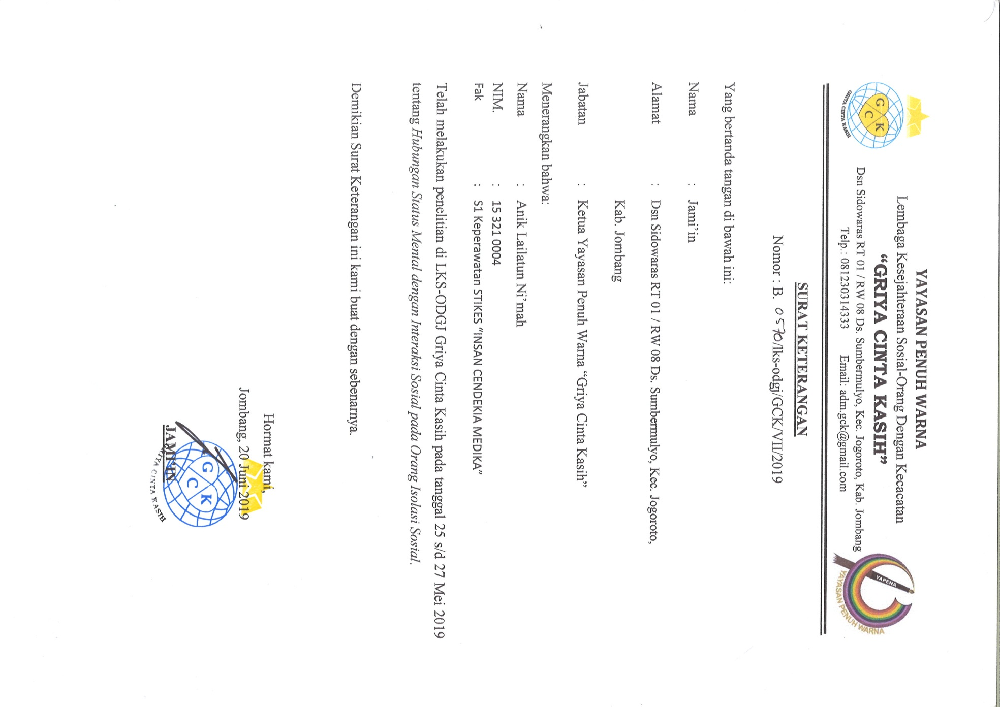 YAYASAN PENUH WARNA
Lembaga Kesejahteraan Sosial-Orang Dengan Kecacatan
“GRIYA CINTA KASIH”
Dsn Sidowaras RT 01 / RW 08 Ds. Sumbermulyo, Kec. Jogoroto, Kab. Jombang
Telp.: 081230314333 Email: adm.gck@gmail.com
G K C
GRIYA CINTA KASIH
YAPENA
YAYASAN PENUH WARNA
SURAT KETERANGAN
Nomor : B. 0570/lks-odgj/GCK/VII/2019
Yang bertanda tangan di bawah ini:
Nama : Jami’in
Alamat : Dsn Sidowaras RT 01 / RW 08 Ds. Sumbermulyo, Kec. Jogoroto,
Kab. Jombang
Jabatan : Ketua Yayasan Penuh Warna “Griya Cinta Kasih”
Menerangkan bahwa:
Nama : Anik Lailatun Ni’mah
NIM. : 15 321 0004
Fak : S1 Keperawatan STIKES “INSAN CENDEKIA MEDIKA”
Telah melakukan penelitian di LKS-ODGJ Griya Cinta Kasih pada tanggal 25 s/d 27 Mei 2019
tentang Hubungan Status Mental dengan Interaksi Sosial pada Orang Isolasi Sosial.
Demikian Surat Keterangan ini kami buat dengan sebenarnya.
Hormat kami,
Jombang, 20 Juni 2019
G K C
JAMI’IN
CINTA KASIH